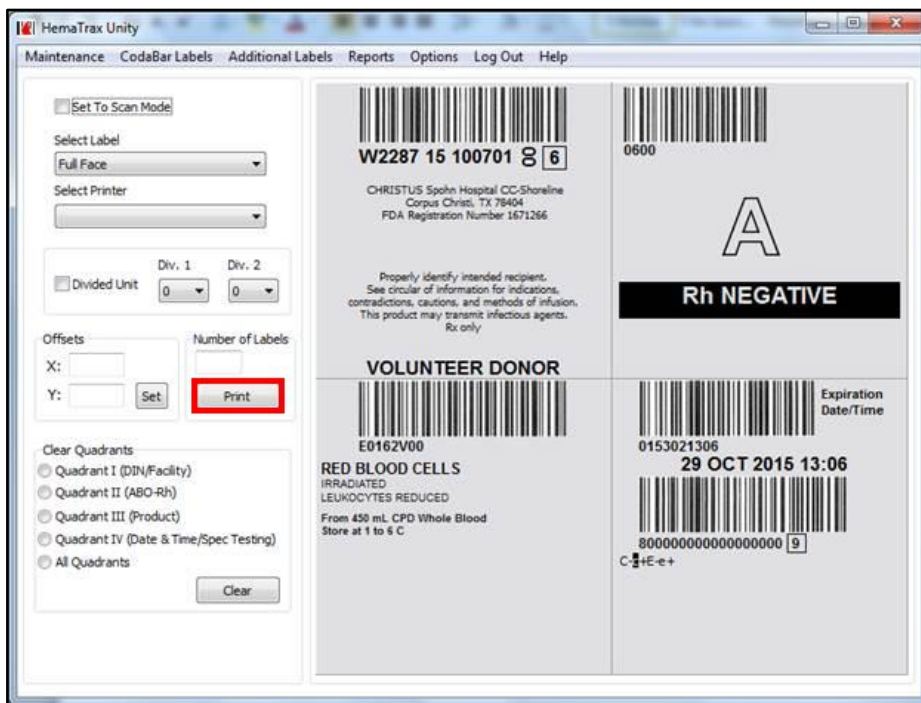 HemaTrax Unity
Maintenance CodaBar Labels Additional Labels Reports Options Log Out Help
Set To Scan Mode
Select Label
Full Face
Select Printer
Divided Unit
Div. 1 Div. 2
0 0
Offsets
X:
Y:
Set
Number of Labels
Print
Clear Quadrants
Quadrant I (DIN/Facility)
Quadrant II (ABO-Rh)
Quadrant III (Product)
Quadrant IV (Date & Time/Spec Testing)
All Quadrants
Clear
W2287 15 100701 00 6
CHRISTUS Spohn Hospital CC-Shoreline
Corpus Christi, TX 78404
FDA Registration Number 1671266
Properly identify intended recipient.
See circular of information for indications,
contradictions, cautions, and methods of infusion.
This product may transmit infectious agents.
Rx only
VOLUNTEER DONOR
0600
A
Rh NEGATIVE
E0162V00
RED BLOOD CELLS
IRRADIATED
LEUKOCYTES REDUCED
From 450 mL CPD Whole Blood
Store at 1 to 6 C
Expiration
Date/Time
0153021306
29 OCT 2015 13:06
800000000000000000 9
E-e+